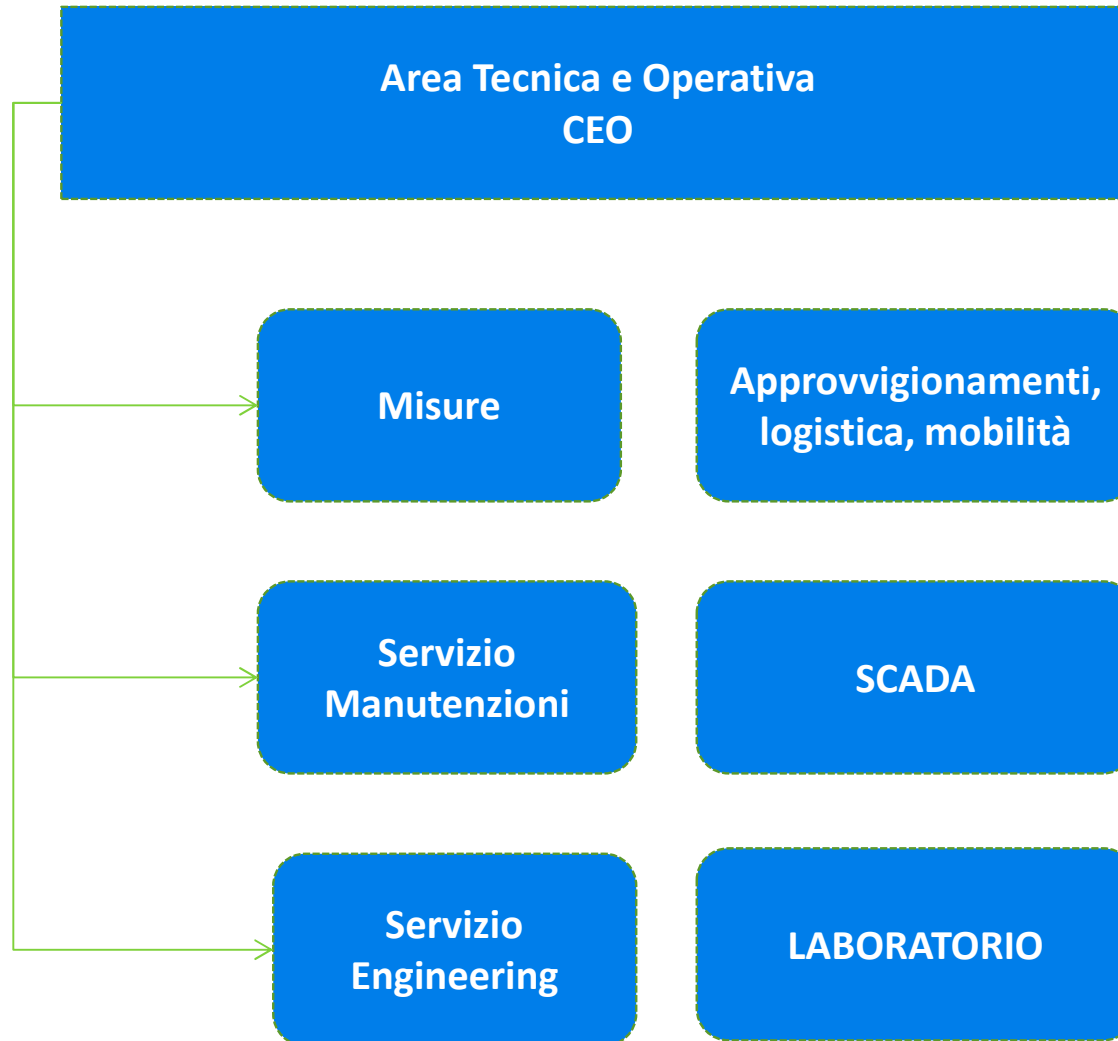 Area Tecnica e Operativa
CEO
Misure
Approvvigionamenti,
logistica, mobilità
Servizio
Manutenzioni
SCADA
Servizio
Engineering
LABORATORIO